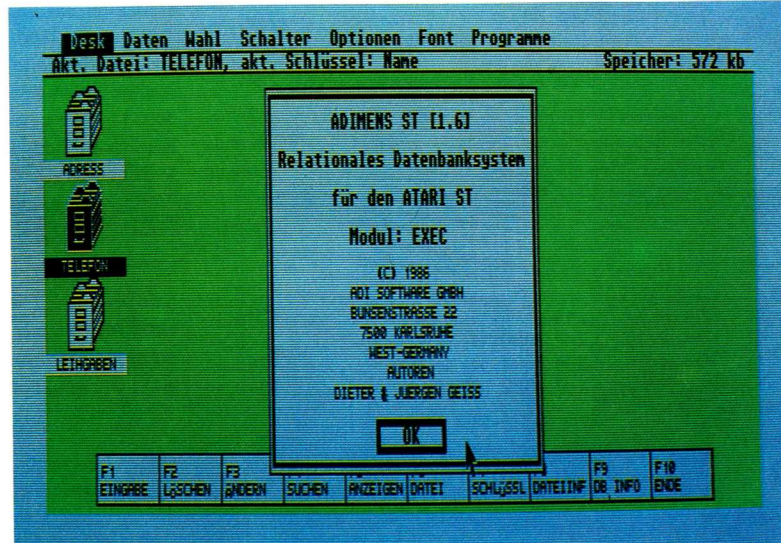 Desk Daten Wahl Schalter Optionen Font Programme
Akt. Datei: TELEFON, akt. Schlüssel: Name Speicher: 572 kb
ADRESS
TELEFON
LEIHGABEN
ADIMENS ST [1.6]
Relationales Datenbanksystem
für den ATARI ST
Modul: EXEC
(C) 1986
ADI SOFTWARE GMBH
BUNSENSTRASSE 22
7500 KARLSRUHE
WEST-GERMANY
AUTOREN
DIETER & JUERGEN GEISS
OK
F1 F2 F3 F9 F10
EINGABE LÖSCHEN ÄNDERN SUCHEN ANZEIGEN DATEI SCHLÜSSL DATEIINF DB INFO ENDE